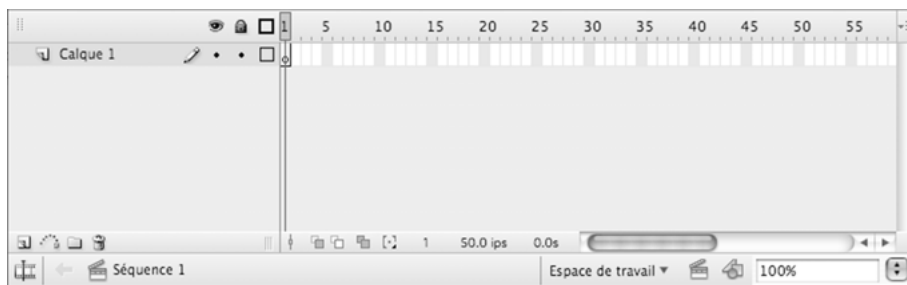 1 5 10 15 20 25 30 35 40 45 50 55
Calque 1
1 50.0 ips 0.0s
Séquence 1 Espace de travail 100%